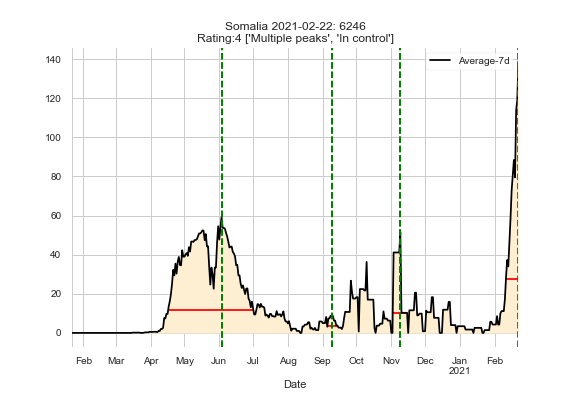 Somalia 2021-02-22: 6246
Rating:4 ['Multiple peaks', 'In control']
Average-7d
140
120
100
80
60
40
20
0
Feb Mar Apr May Jun Jul Aug Sep Oct Nov Dec Jan Feb
2021
Date